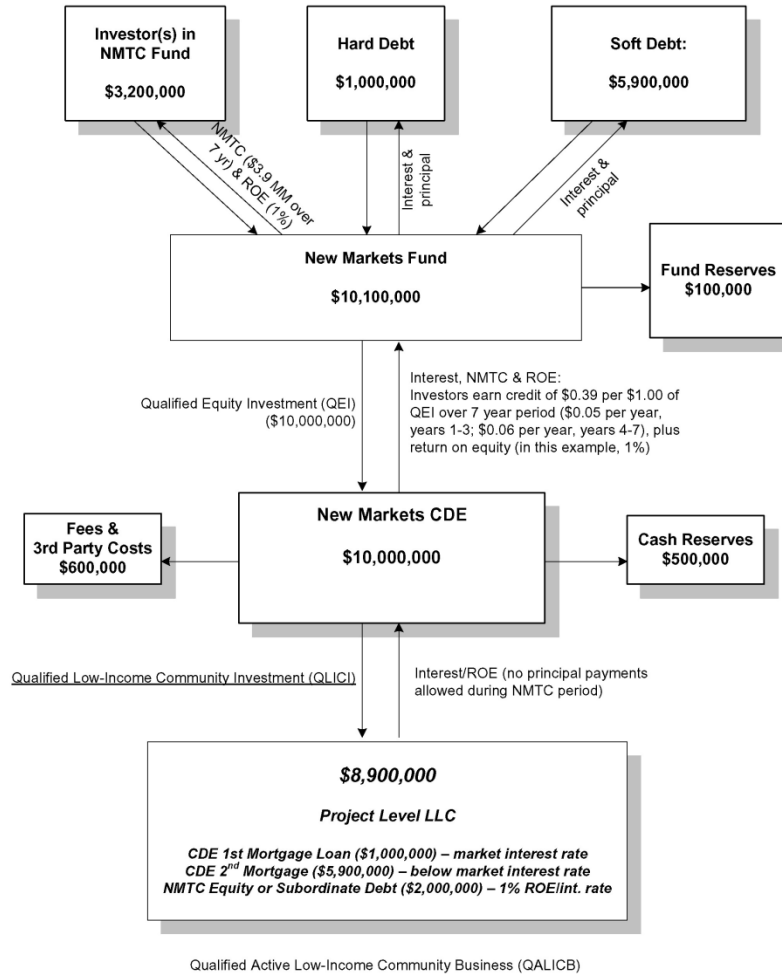 Investor(s) in
NMTC Fund
$3,200,000
Hard Debt
$1,000,000
Soft Debt:
$5,900,000
NMTC ($3.9 MM over
7 yr) & ROE (1%)
Interest &
principal
Interest &
principal
New Markets Fund
$10,100,000
Fund Reserves
$100,000
Qualified Equity Investment (QEI)
($10,000,000)
Interest, NMTC & ROE:
Investors earn credit of $0.39 per $1.00 of
QEI over 7 year period ($0.05 per year,
years 1-3; $0.06 per year, years 4-7), plus
return on equity (in this example, 1%)
Fees &
3rd Party Costs
$600,000
New Markets CDE
$10,000,000
Cash Reserves
$500,000
Qualified Low-Income Community Investment (QLICI)
Interest/ROE (no principal payments
allowed during NMTC period)
$8,900,000
Project Level LLC
CDE 1st Mortgage Loan ($1,000,000) – market interest rate
CDE 2nd Mortgage ($5,900,000) – below market interest rate
NMTC Equity or Subordinate Debt ($2,000,000) – 1% ROE/int. rate
Qualified Active Low-Income Community Business (QALICB)